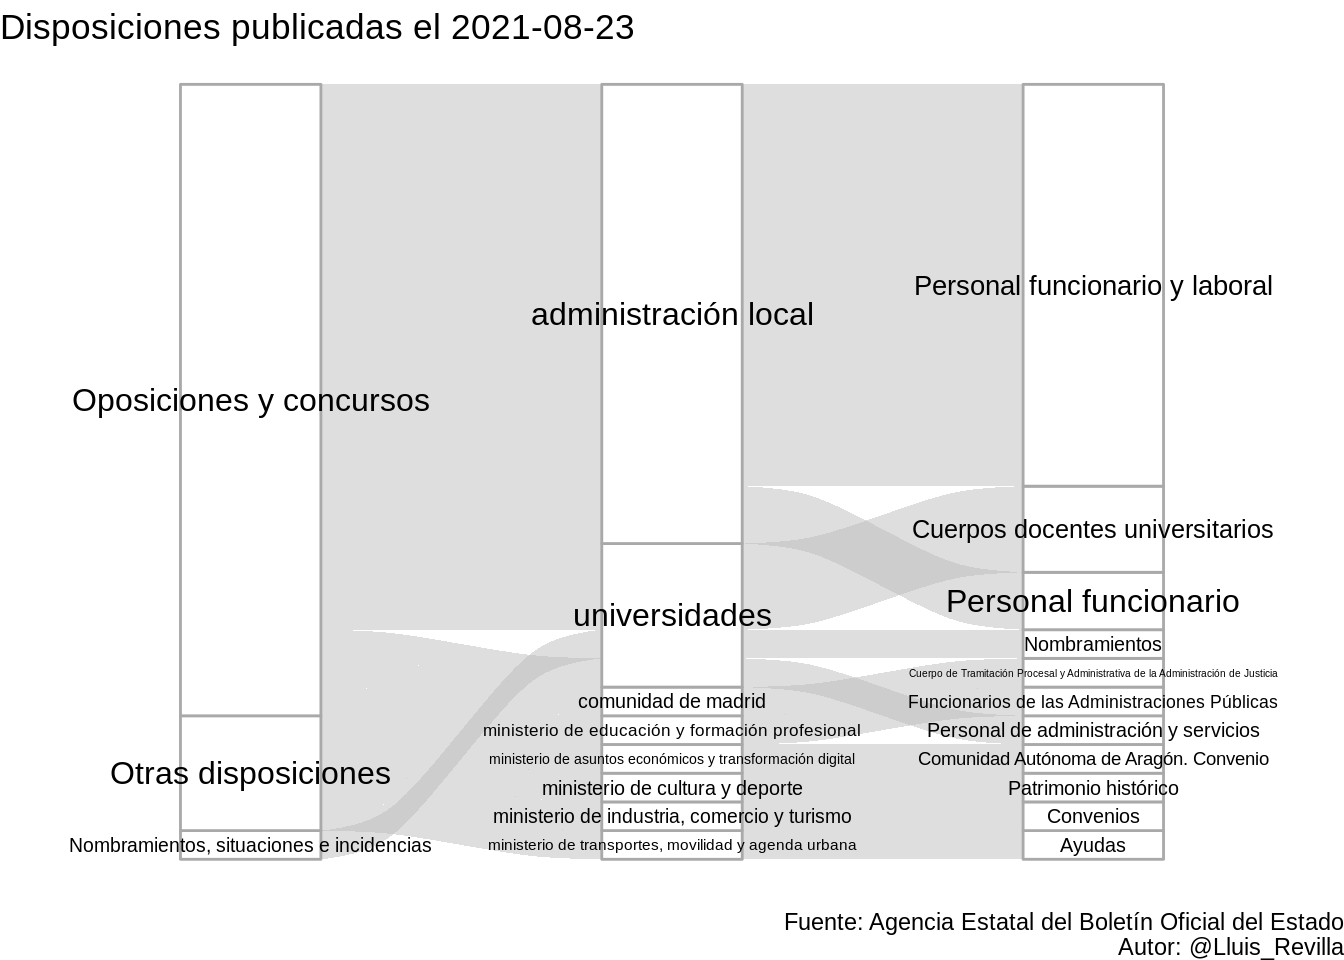 Disposiciones publicadas el 2021-08-23
Oposiciones y concursos
Otras disposiciones
Nombramientos, situaciones e incidencias
administración local
universidades
comunidad de madrid
ministerio de educación y formación profesional
ministerio de asuntos económicos y transformación digital
ministerio de cultura y deporte
ministerio de industria, comercio y turismo
ministerio de transportes, movilidad y agenda urbana
Personal funcionario y laboral
Cuerpos docentes universitarios
Personal funcionario
Nombramientos
Cuerpo de Tramitación Procesal y Administrativa de la Administración de Justicia
Funcionarios de las Administraciones Públicas
Personal de administración y servicios
Comunidad Autónoma de Aragón. Convenio
Patrimonio histórico
Convenios
Ayudas
Fuente: Agencia Estatal del Boletín Oficial del Estado
Autor: @Lluis_Revilla